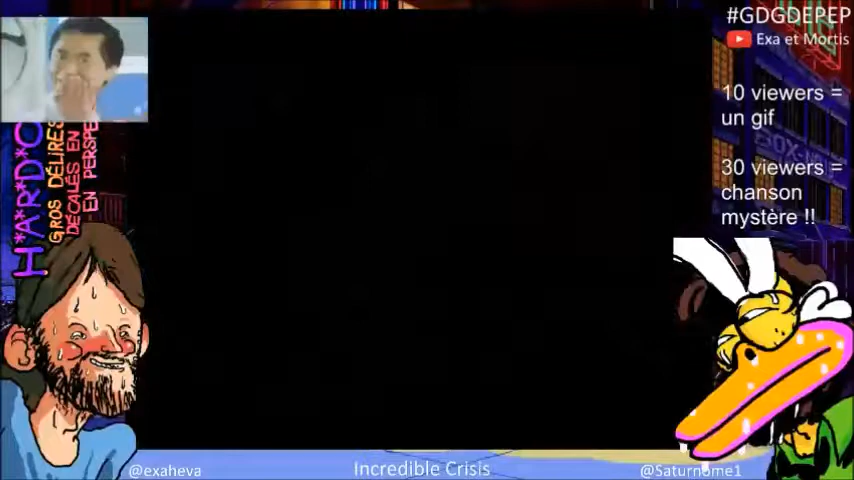 #GDGDEPEP
Exa et Mortis
10 viewers =
un gif
30 viewers =
chanson
mystère !!
H*A*R*D*C
GROS DÉLIRES
DÉCALÉS EN
EN PERSPE
@exaheva
Incredible Crisis
@Saturnome1